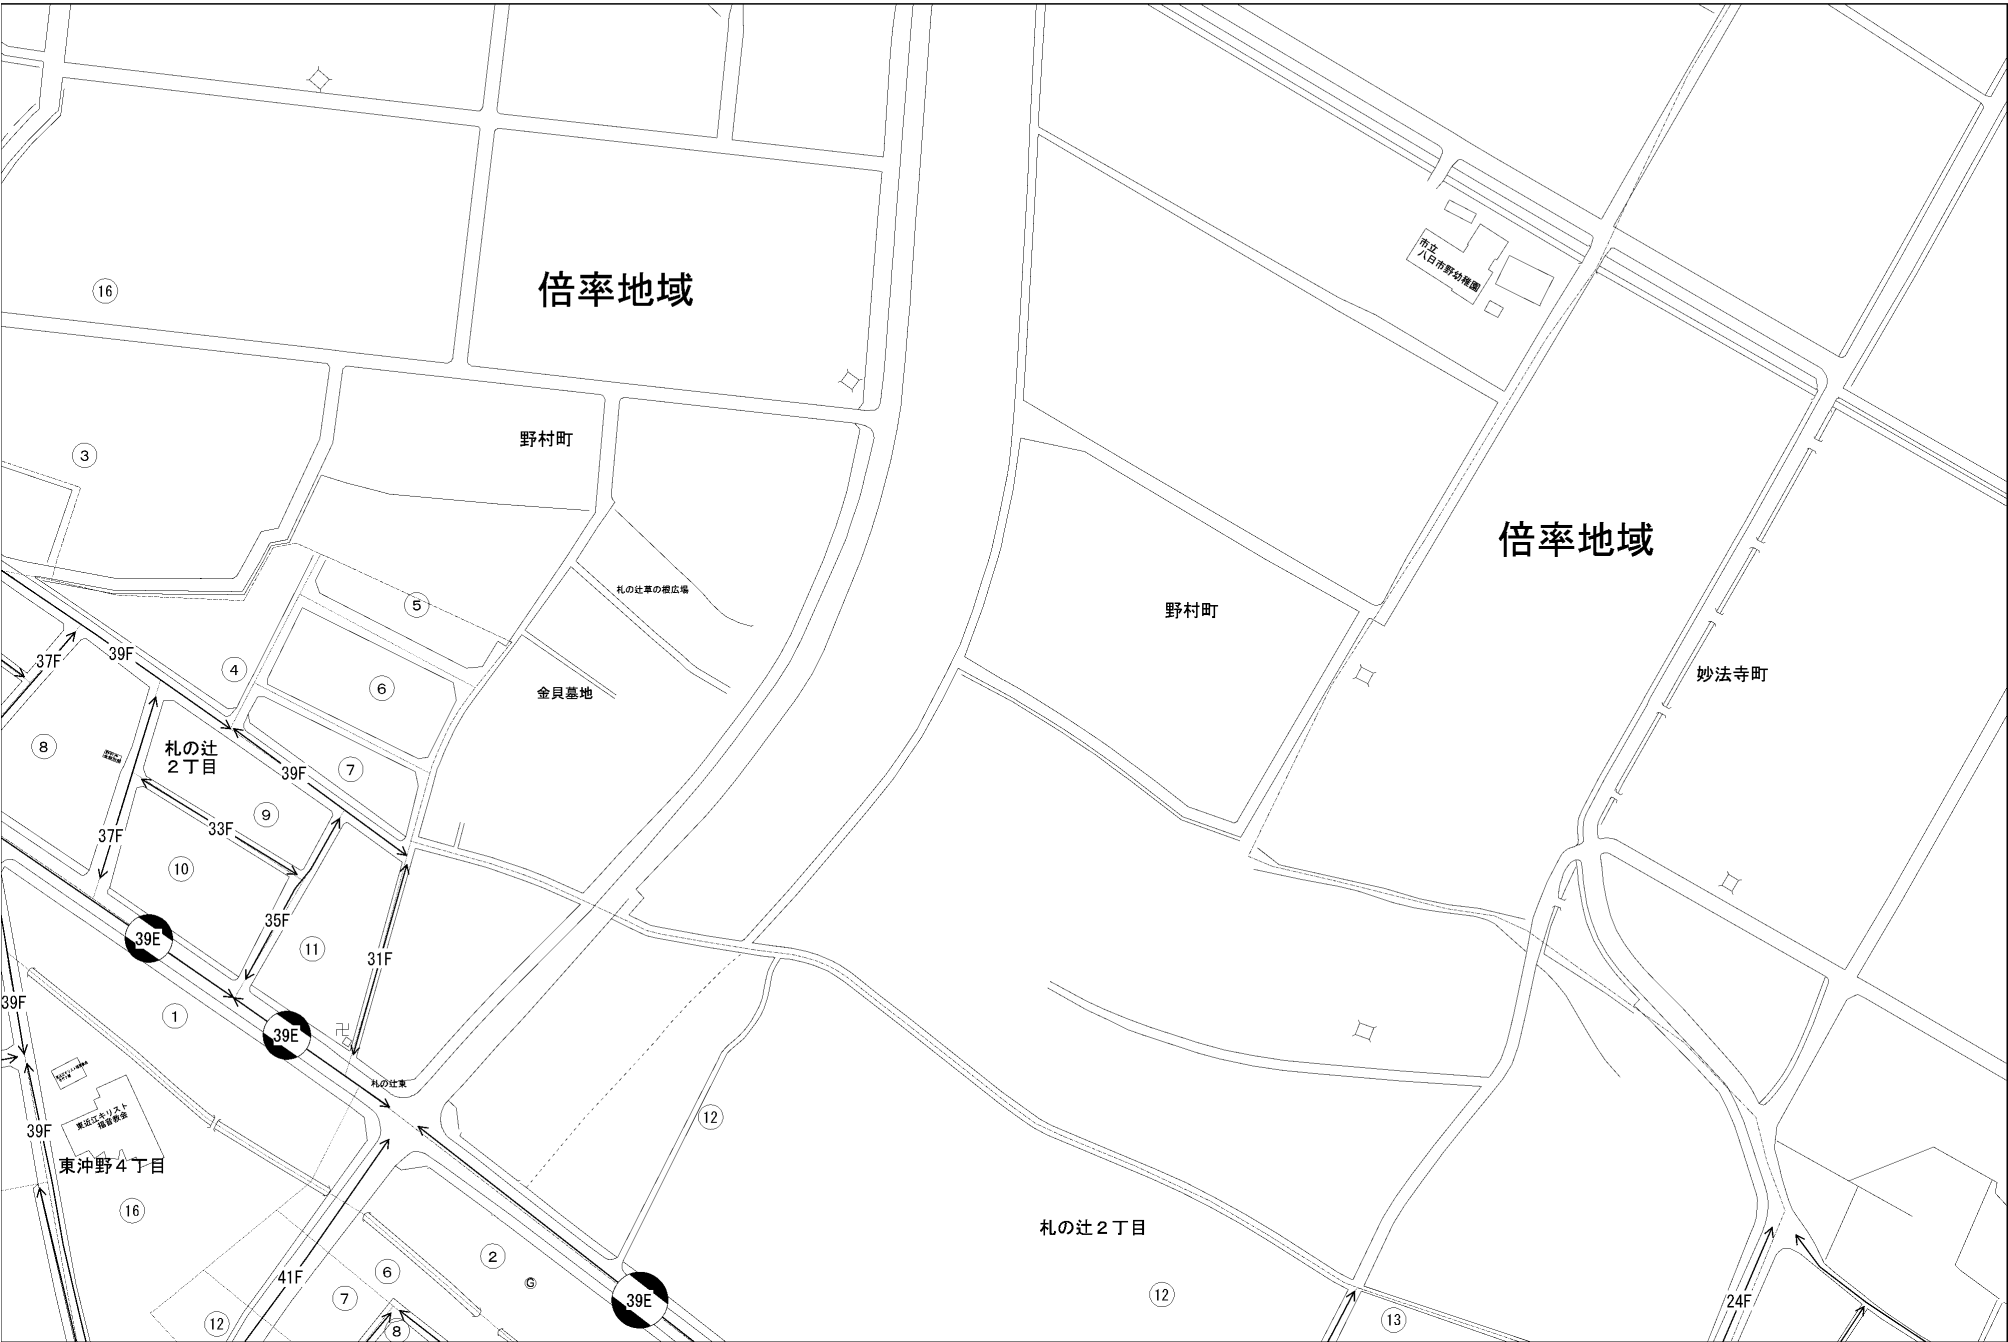 倍率地域
16
市立
八日市野幼稚園
野村町
3
倍率地域
5
札の辻草の根広場
野村町
39F
37F
4
6
金貝墓地
妙法寺町
8
札の辻
2丁目
7
39F
9
33F
37F
10
35F
39E
11
31F
39F
1
39E
卍
札の辻東
東近江キリスト
福音教会
39F
12
東沖野4丁目
16
札の辻2丁目
2
6
G
41F
7
39E
12
24F
12
8
13